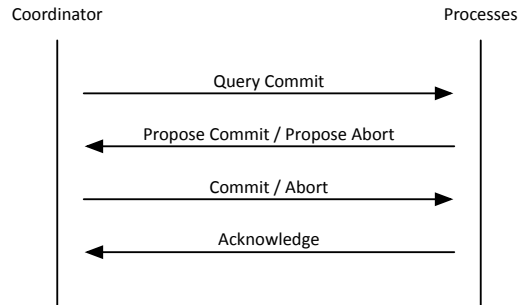 Coordinator
Processes
Query Commit
Propose Commit / Propose Abort
Commit / Abort
Acknowledge